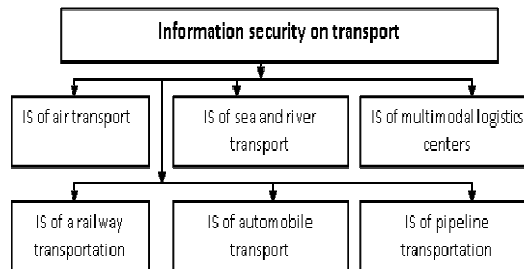 Information security on transport
IS of air transport
IS of sea and river
transport
IS of multimodal logistics
centers
IS of a railway
transportation
IS of automobile
transport
IS of pipeline
transportation